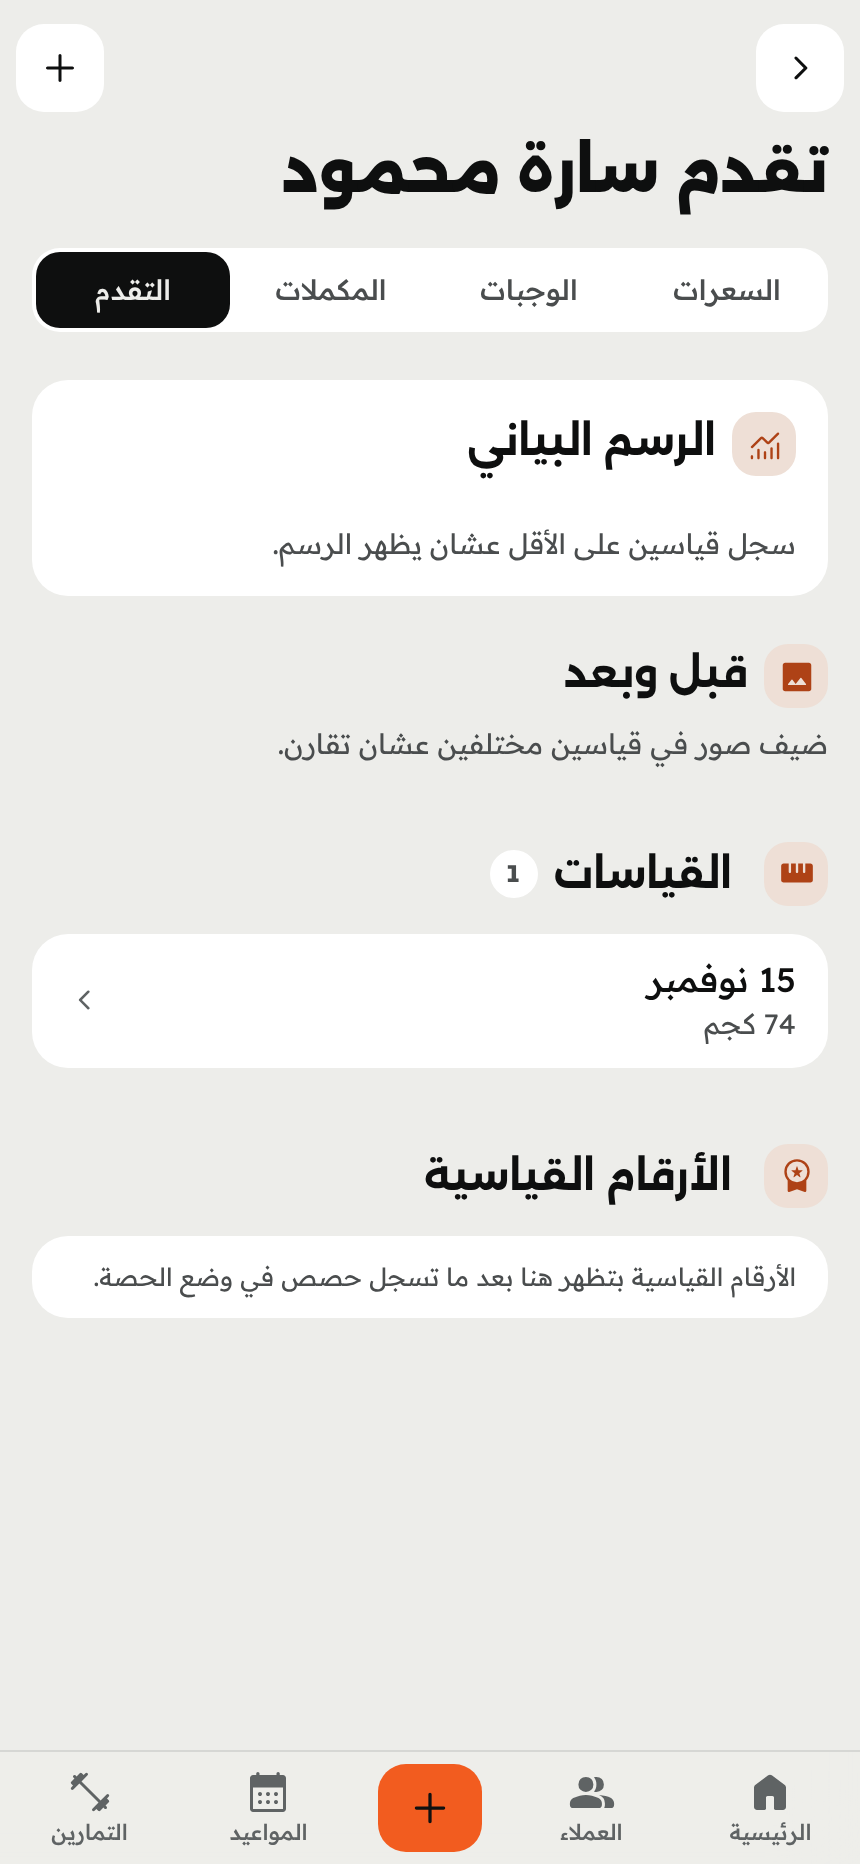 تقدم سارة محمود
السعرات
الوجبات
المكملات
التقدم
الرسم البياني
سجل قياسين على الأقل عشان يظهر الرسم.
قبل وبعد
ضيف صور في قياسين مختلفين عشان تقارن.
القياسات 1
15 نوفمبر
74 كجم
الأرقام القياسية
الأرقام القياسية بتظهر هنا بعد ما تسجل حصص في وضع الحصة.
الرئيسية
العملاء
المواعيد
التمارين